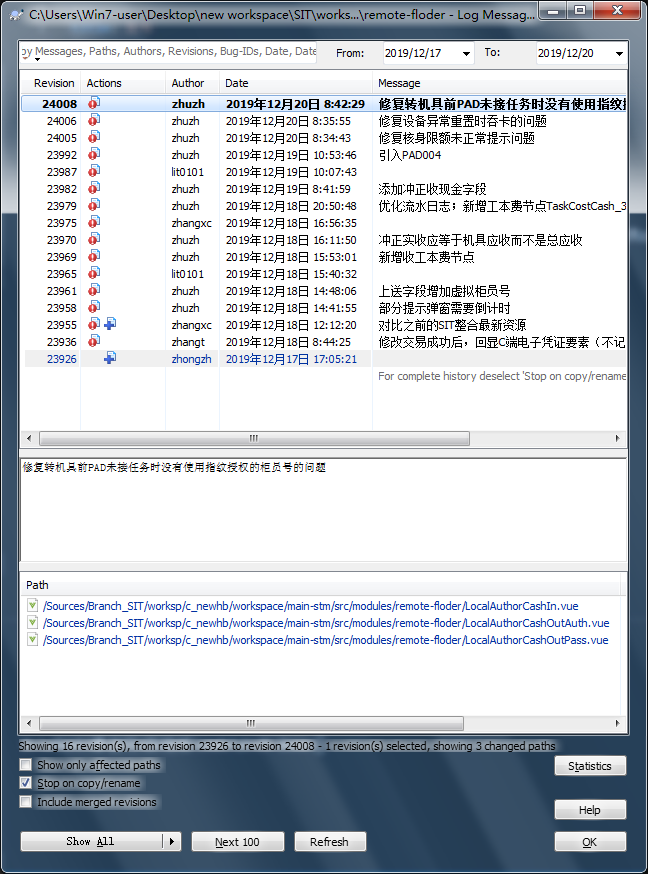 C:\Users\Win7-user\Desktop\new workspace\SIT\works...\remote-floder - Log Messag...
by Messages, Paths, Authors, Revisions, Bug-IDs, Date, Date From: 2019/12/17 To: 2019/12/20
Revision Actions Author Date Message
24008 zhuzh 2019年12月20日 8:42:29 修复转机具前PAD未接任务时没有使用指纹
24006 zhuzh 2019年12月20日 8:35:55 修复设备异常重置时吞卡的问题
24005 zhuzh 2019年12月20日 8:34:43 修复核身限额未正常提示问题
23992 zhuzh 2019年12月19日 10:53:46 引入PAD004
23987 lit0101 2019年12月19日 10:07:43
23982 zhuzh 2019年12月19日 8:41:59 添加冲正收现金字段
23979 zhuzh 2019年12月18日 20:50:48 优化流水日志；新增工本费节点TaskCostCash_3
23975 zhangxc 2019年12月18日 16:56:35
23970 zhuzh 2019年12月18日 16:11:50 冲正实收应等于机具应收而不是总应收
23969 zhuzh 2019年12月18日 15:53:01 新增收工本费节点
23965 lit0101 2019年12月18日 15:40:32
23961 zhuzh 2019年12月18日 14:48:06 上送字段增加虚拟柜员号
23958 zhuzh 2019年12月18日 14:41:55 部分提示弹窗需要倒计时
23955 zhangxc 2019年12月18日 12:12:20 对比之前的SIT整合最新资源
23936 zhangt 2019年12月18日 8:44:25 修改交易成功后，回显C端电子凭证要素（不记
23926 zhongzh 2019年12月17日 17:05:21
For complete history deselect 'Stop on copy/rename
修复转机具前PAD未接任务时没有使用指纹授权的柜员号的问题
Path
/Sources/Branch_SIT/worksp/c_newhb/workspace/main-stm/src/modules/remote-floder/LocalAuthorCashIn.vue
/Sources/Branch_SIT/worksp/c_newhb/workspace/main-stm/src/modules/remote-floder/LocalAuthorCashOutAuth.vue
/Sources/Branch_SIT/worksp/c_newhb/workspace/main-stm/src/modules/remote-floder/LocalAuthorCashOutPass.vue
Showing 16 revision(s), from revision 23926 to revision 24008 - 1 revision(s) selected, showing 3 changed paths
Show only affected paths
Statistics
Stop on copy/rename
Include merged revisions
Help
Show All Next 100 Refresh OK